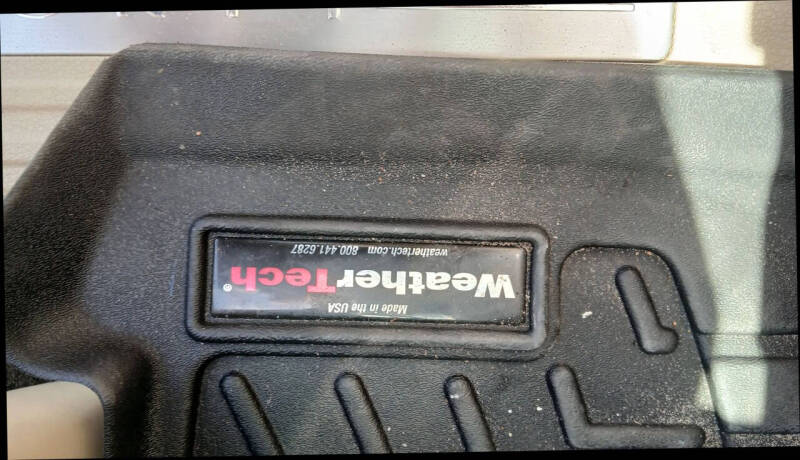 Made in the USA
WeatherTech®
weathertech.com 800.441.6287